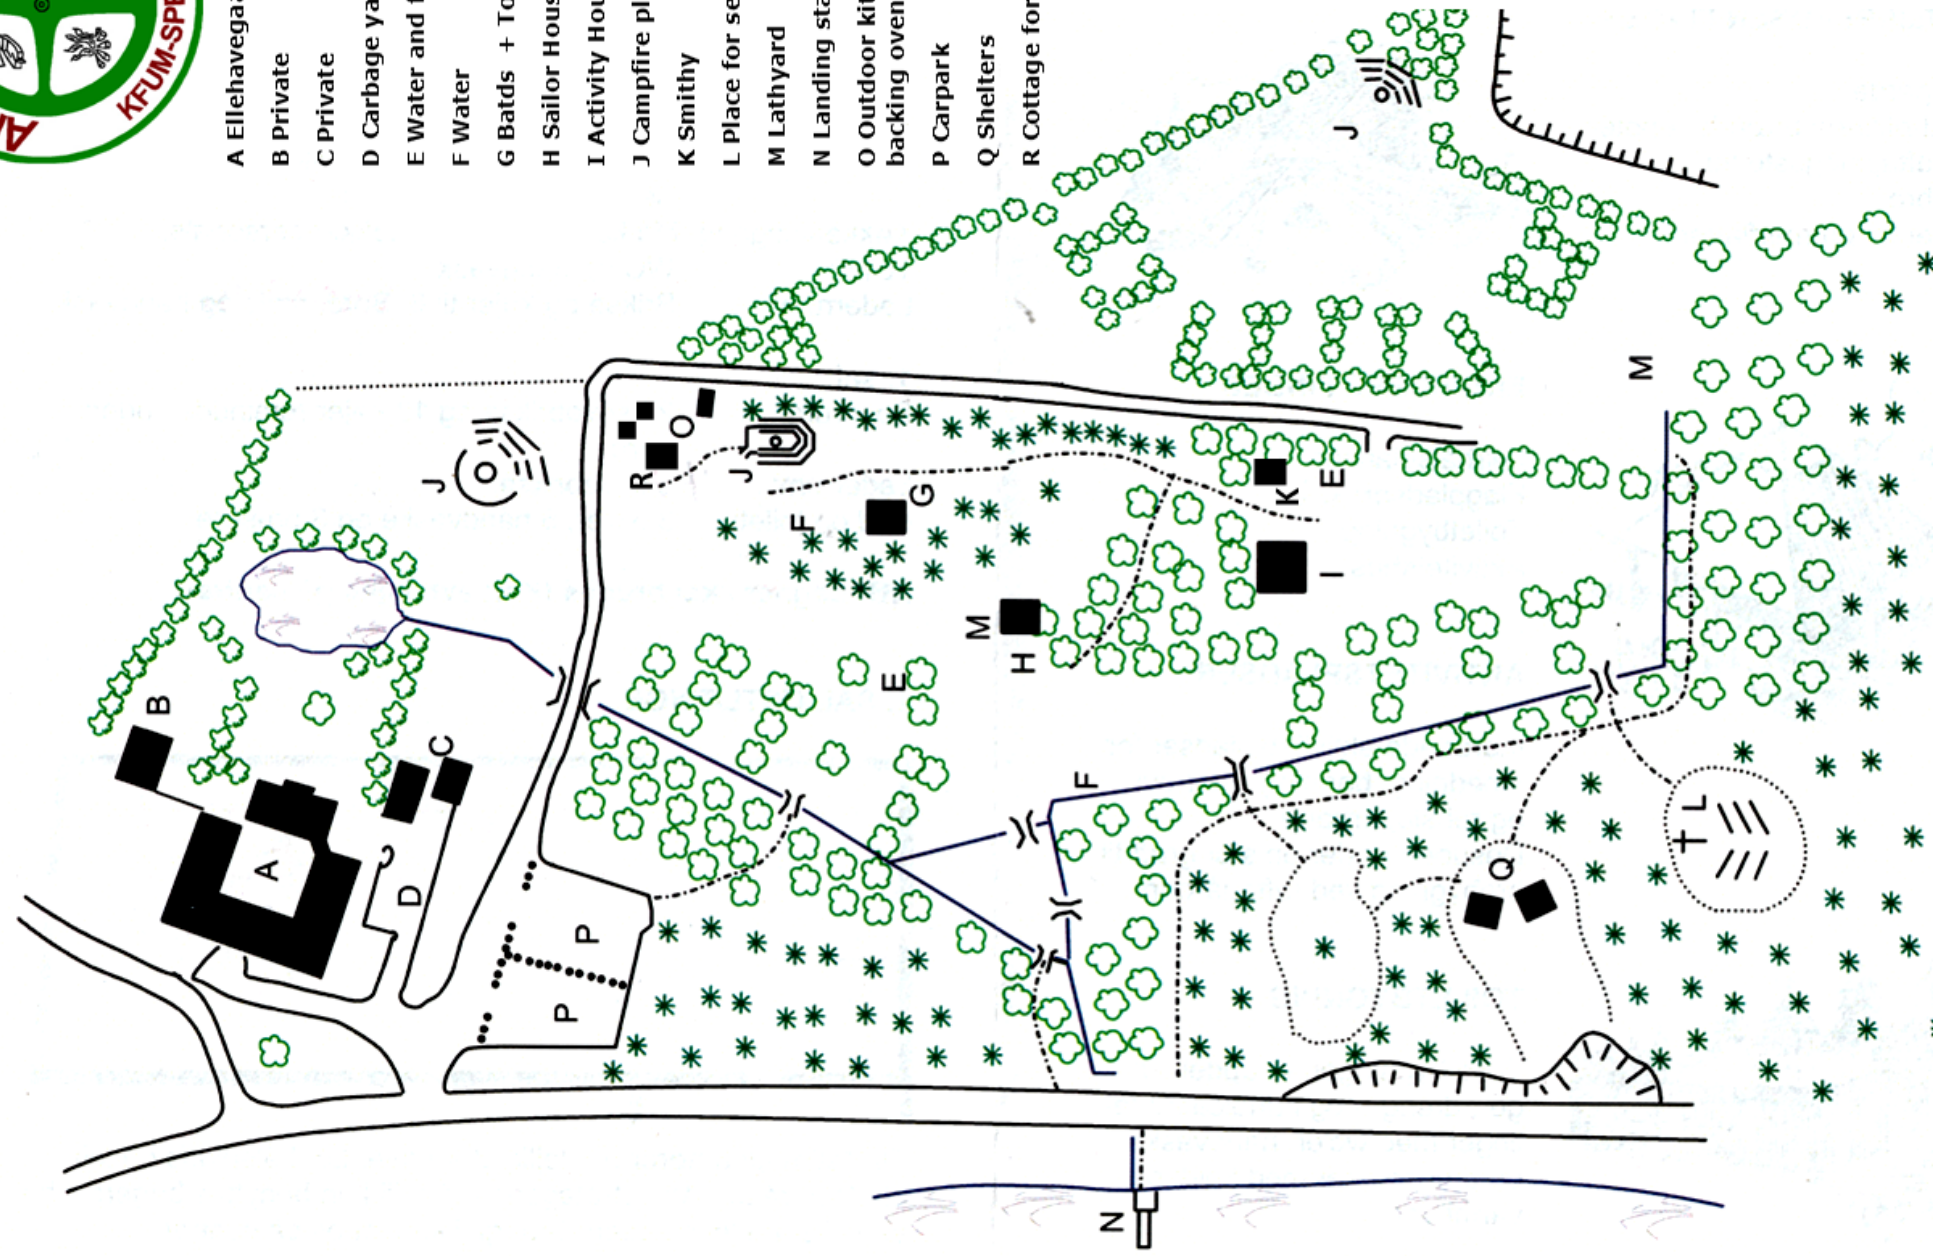 KFUM-SPE
A Ellehavegaa
B Private
C Private
D Carbage ya
E Water and t
F Water
G Batds + To
H Sailor Hous
I Activity Hou
J Campfire pl
K Smithy
L Place for se
M Lathyard
N Landing sta
O Outdoor kit
backing oven
P Carpark
Q Shelters
R Cottage for
J
M
O
J
R
J
G
E
K
F
I
M
H
E
B
C
F
L
A
Q
D
P
P
N